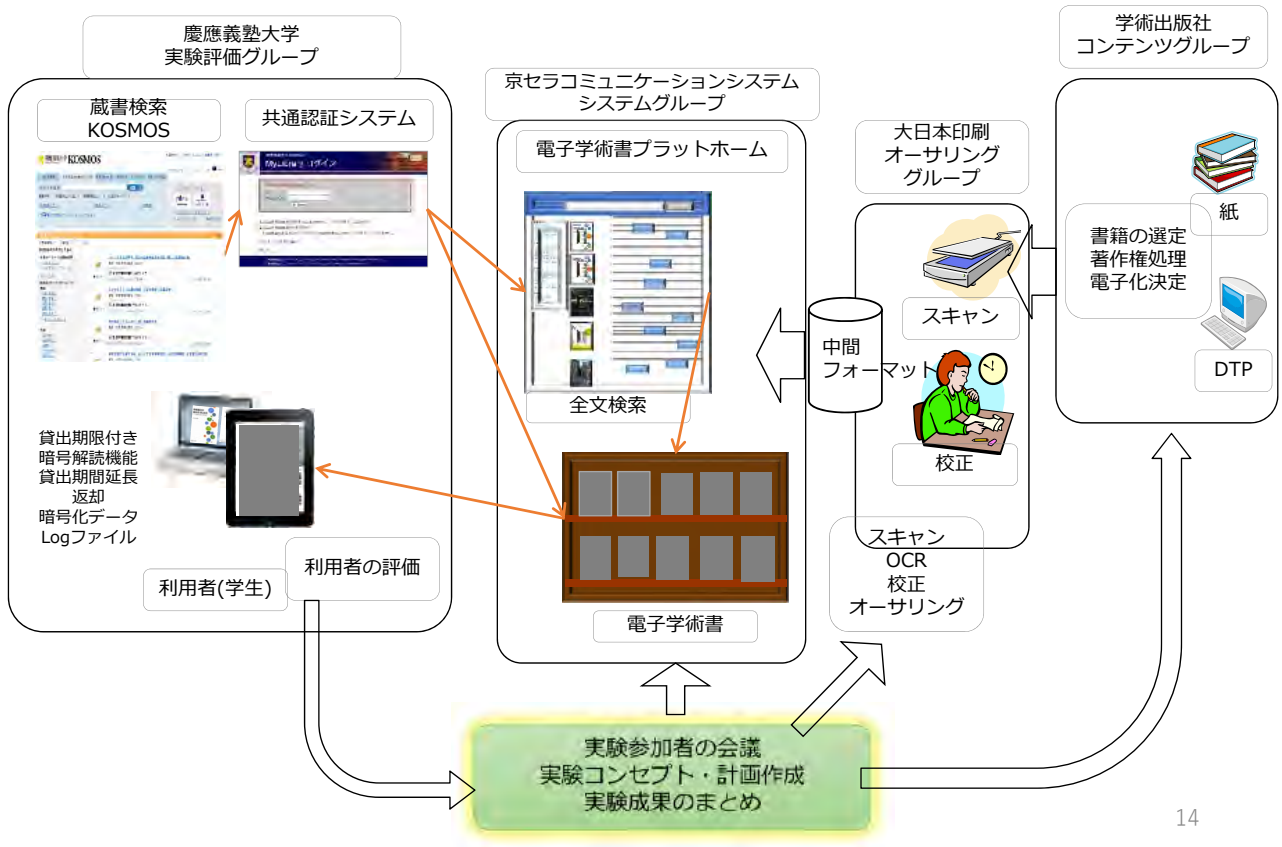 慶應義塾大学
実験評価グループ
蔵書検索
KOSMOS
共通認証システム
KOSMOS
ログイン
貸出期限付き
暗号解読機能
貸出期間延長
返却
暗号化データ
Logファイル
利用者(学生)
利用者の評価
京セラコミュニケーションシステム
システムグループ
電子学術書プラットホーム
全文検索
電子学術書
大日本印刷
オーサリング
グループ
スキャン
中間
フォーマット
校正
スキャン
OCR
校正
オーサリング
学術出版社
コンテンツグループ
紙
書籍の選定
著作権処理
電子化決定
DTP
実験参加者の会議
実験コンセプト・計画作成
実験成果のまとめ
14